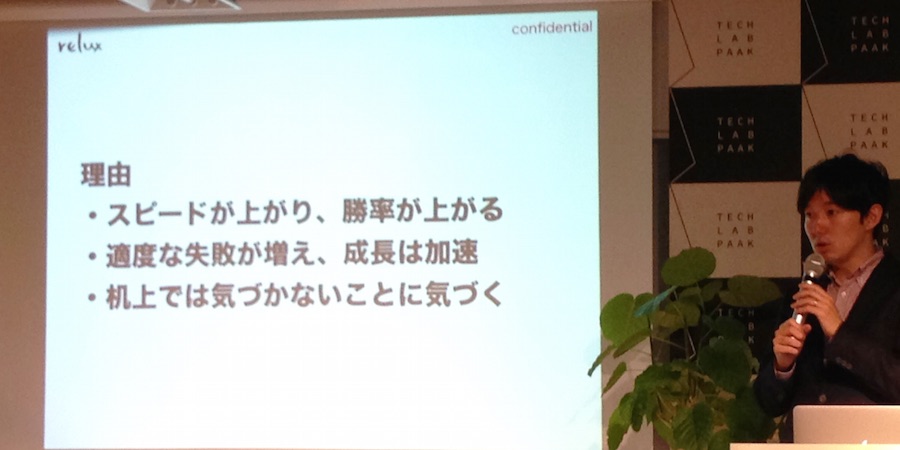 relux
confidential
理由
・スピードが上がり、勝率が上がる
・適度な失敗が増え、成長は加速
・机上では気づかないことに気づく
TECH
LAB
PAAK
TECH
LAB
PAAK
TECH
LAB
PAAK
TECH
LAB
PAAK
TECH
LAB
PAAK